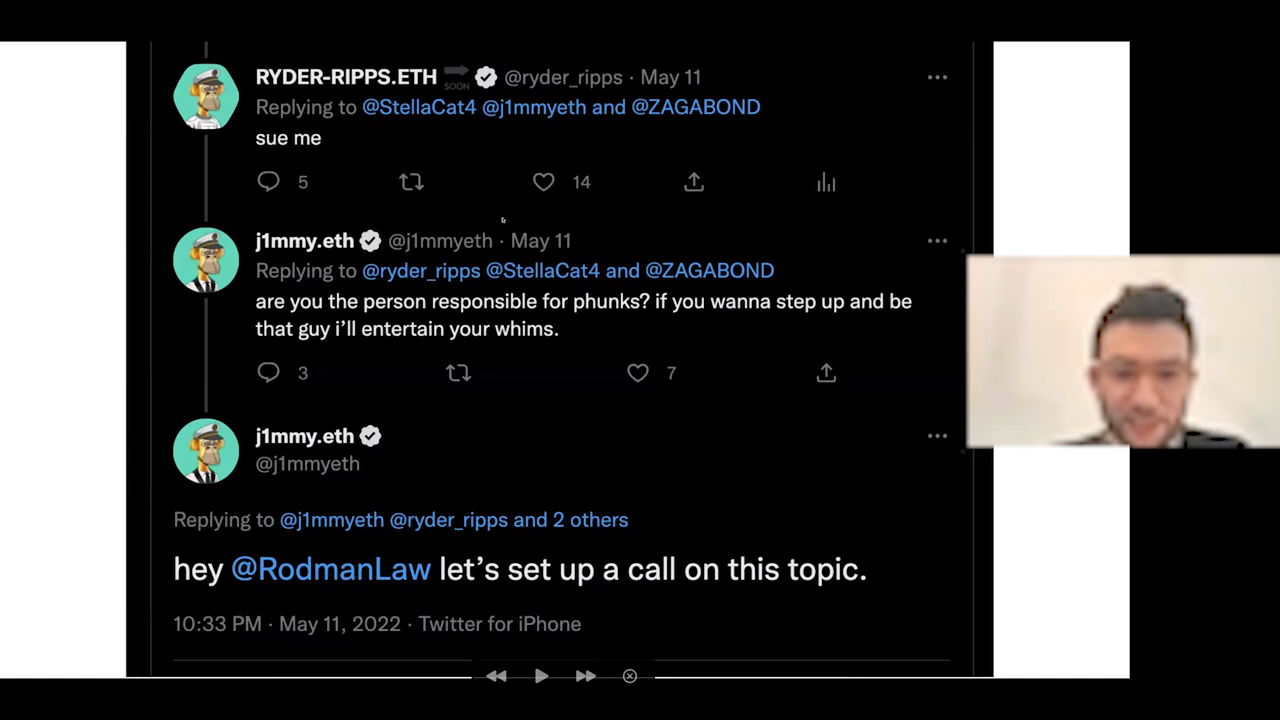 RYDER-RIPPS.ETH SOON @ryder_ripps · May 11
Replying to @StellaCat4 @j1mmyeth and @ZAGABOND
sue me
5 14
j1mmy.eth @j1mmyeth · May 11
Replying to @ryder_ripps @StellaCat4 and @ZAGABOND
are you the person responsible for phunks? if you wanna step up and be
that guy i’ll entertain your whims.
3 7
j1mmy.eth
@j1mmyeth
Replying to @j1mmyeth @ryder_ripps and 2 others
hey @RodmanLaw let’s set up a call on this topic.
10:33 PM · May 11, 2022 · Twitter for iPhone